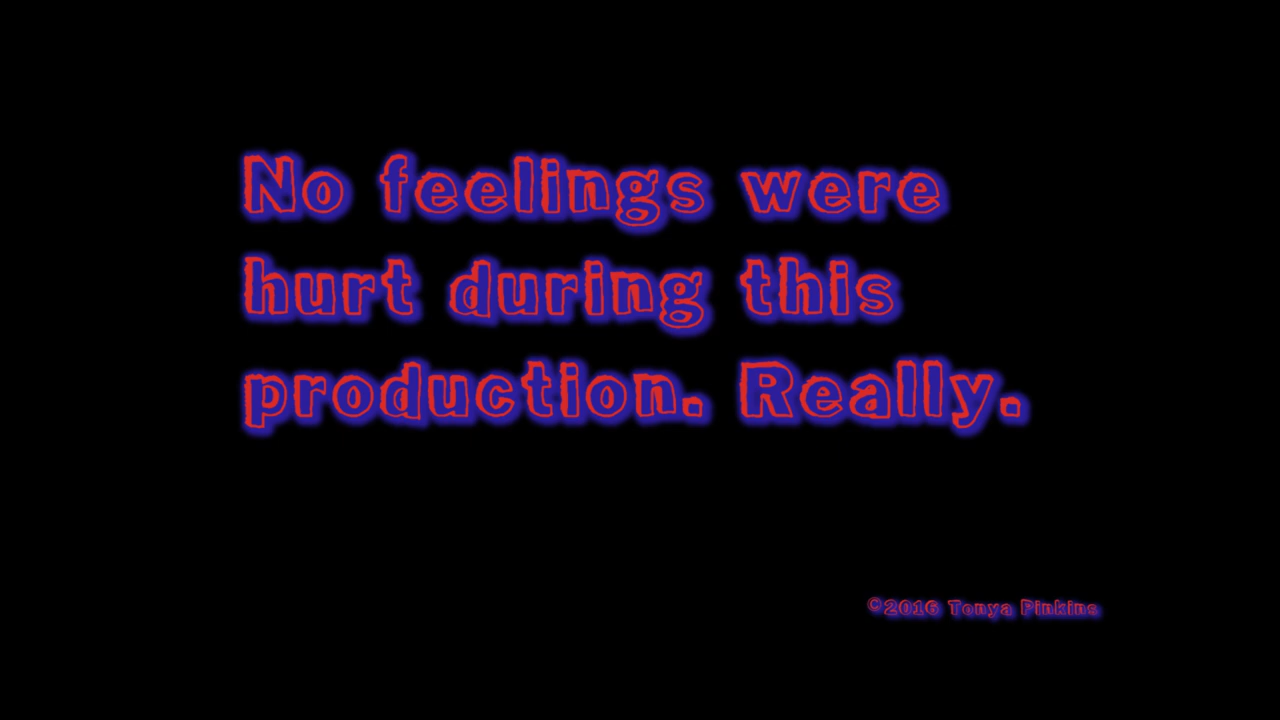 No feelings were
hurt during this
production. Really.
©2016 Tonya Pinkins